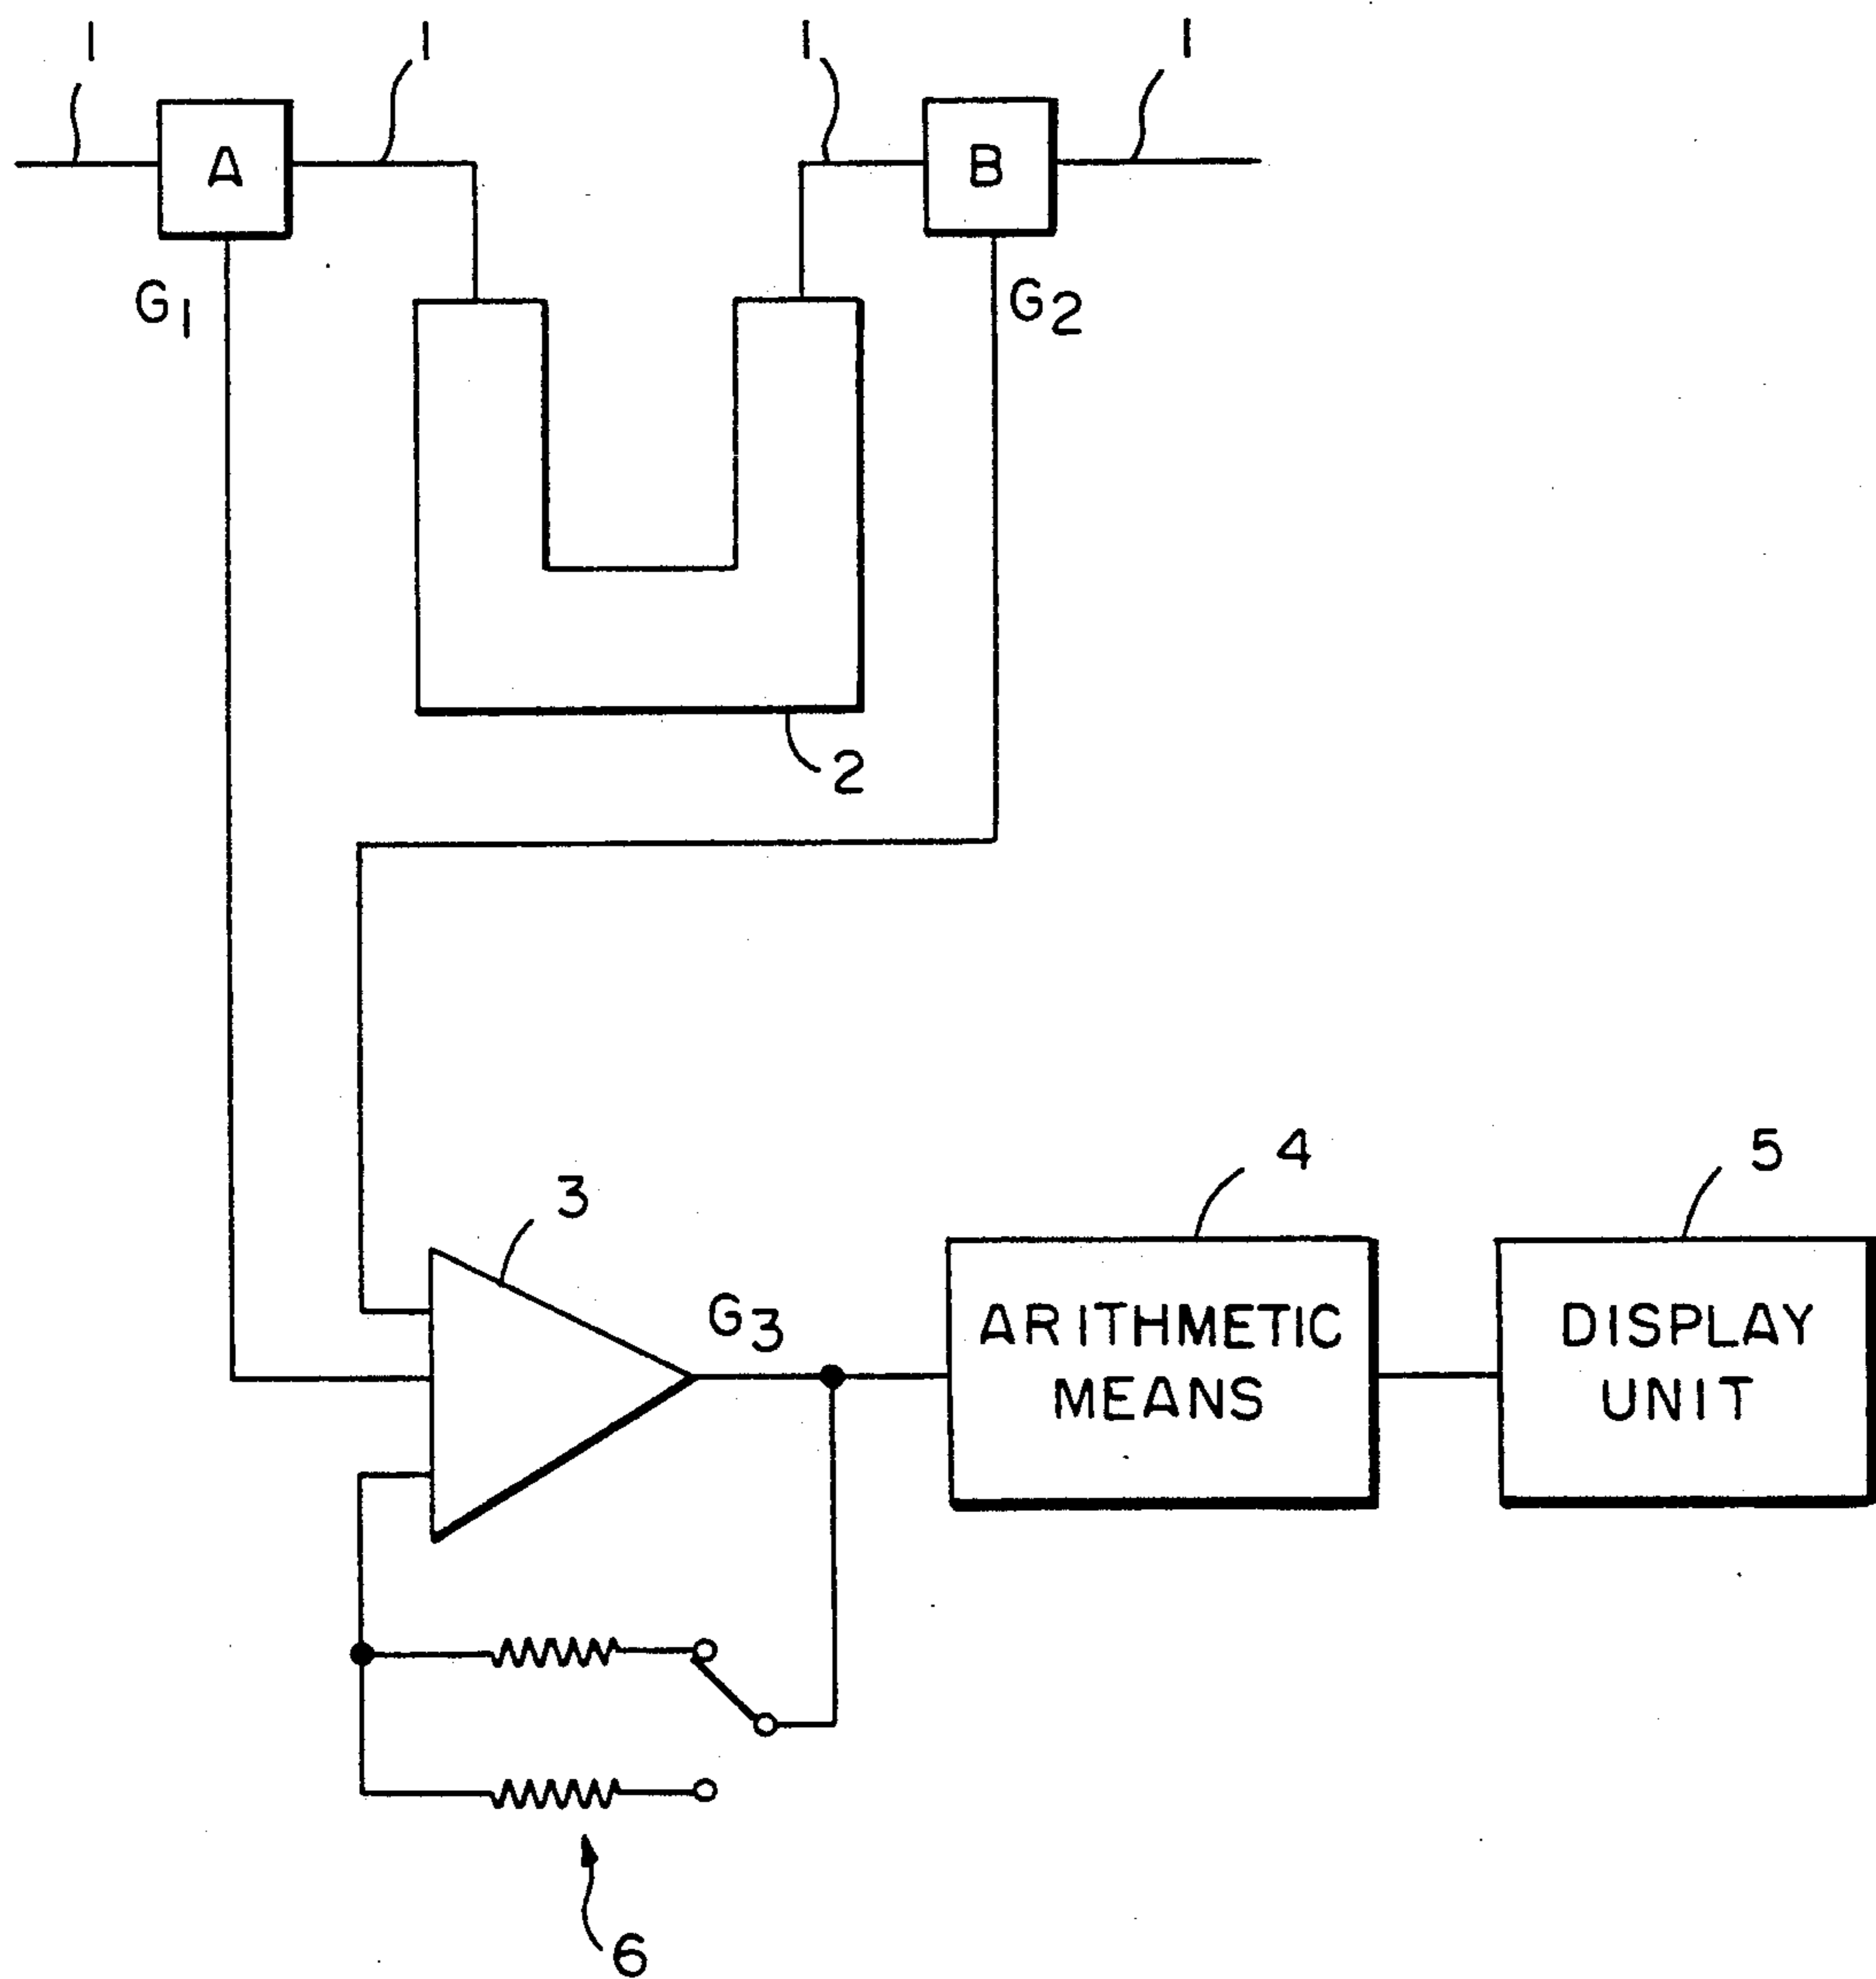 1 1 1 1
A B
G1 G2
2
3 4 5
G3
ARITHMETIC
MEANS
DISPLAY
UNIT
6